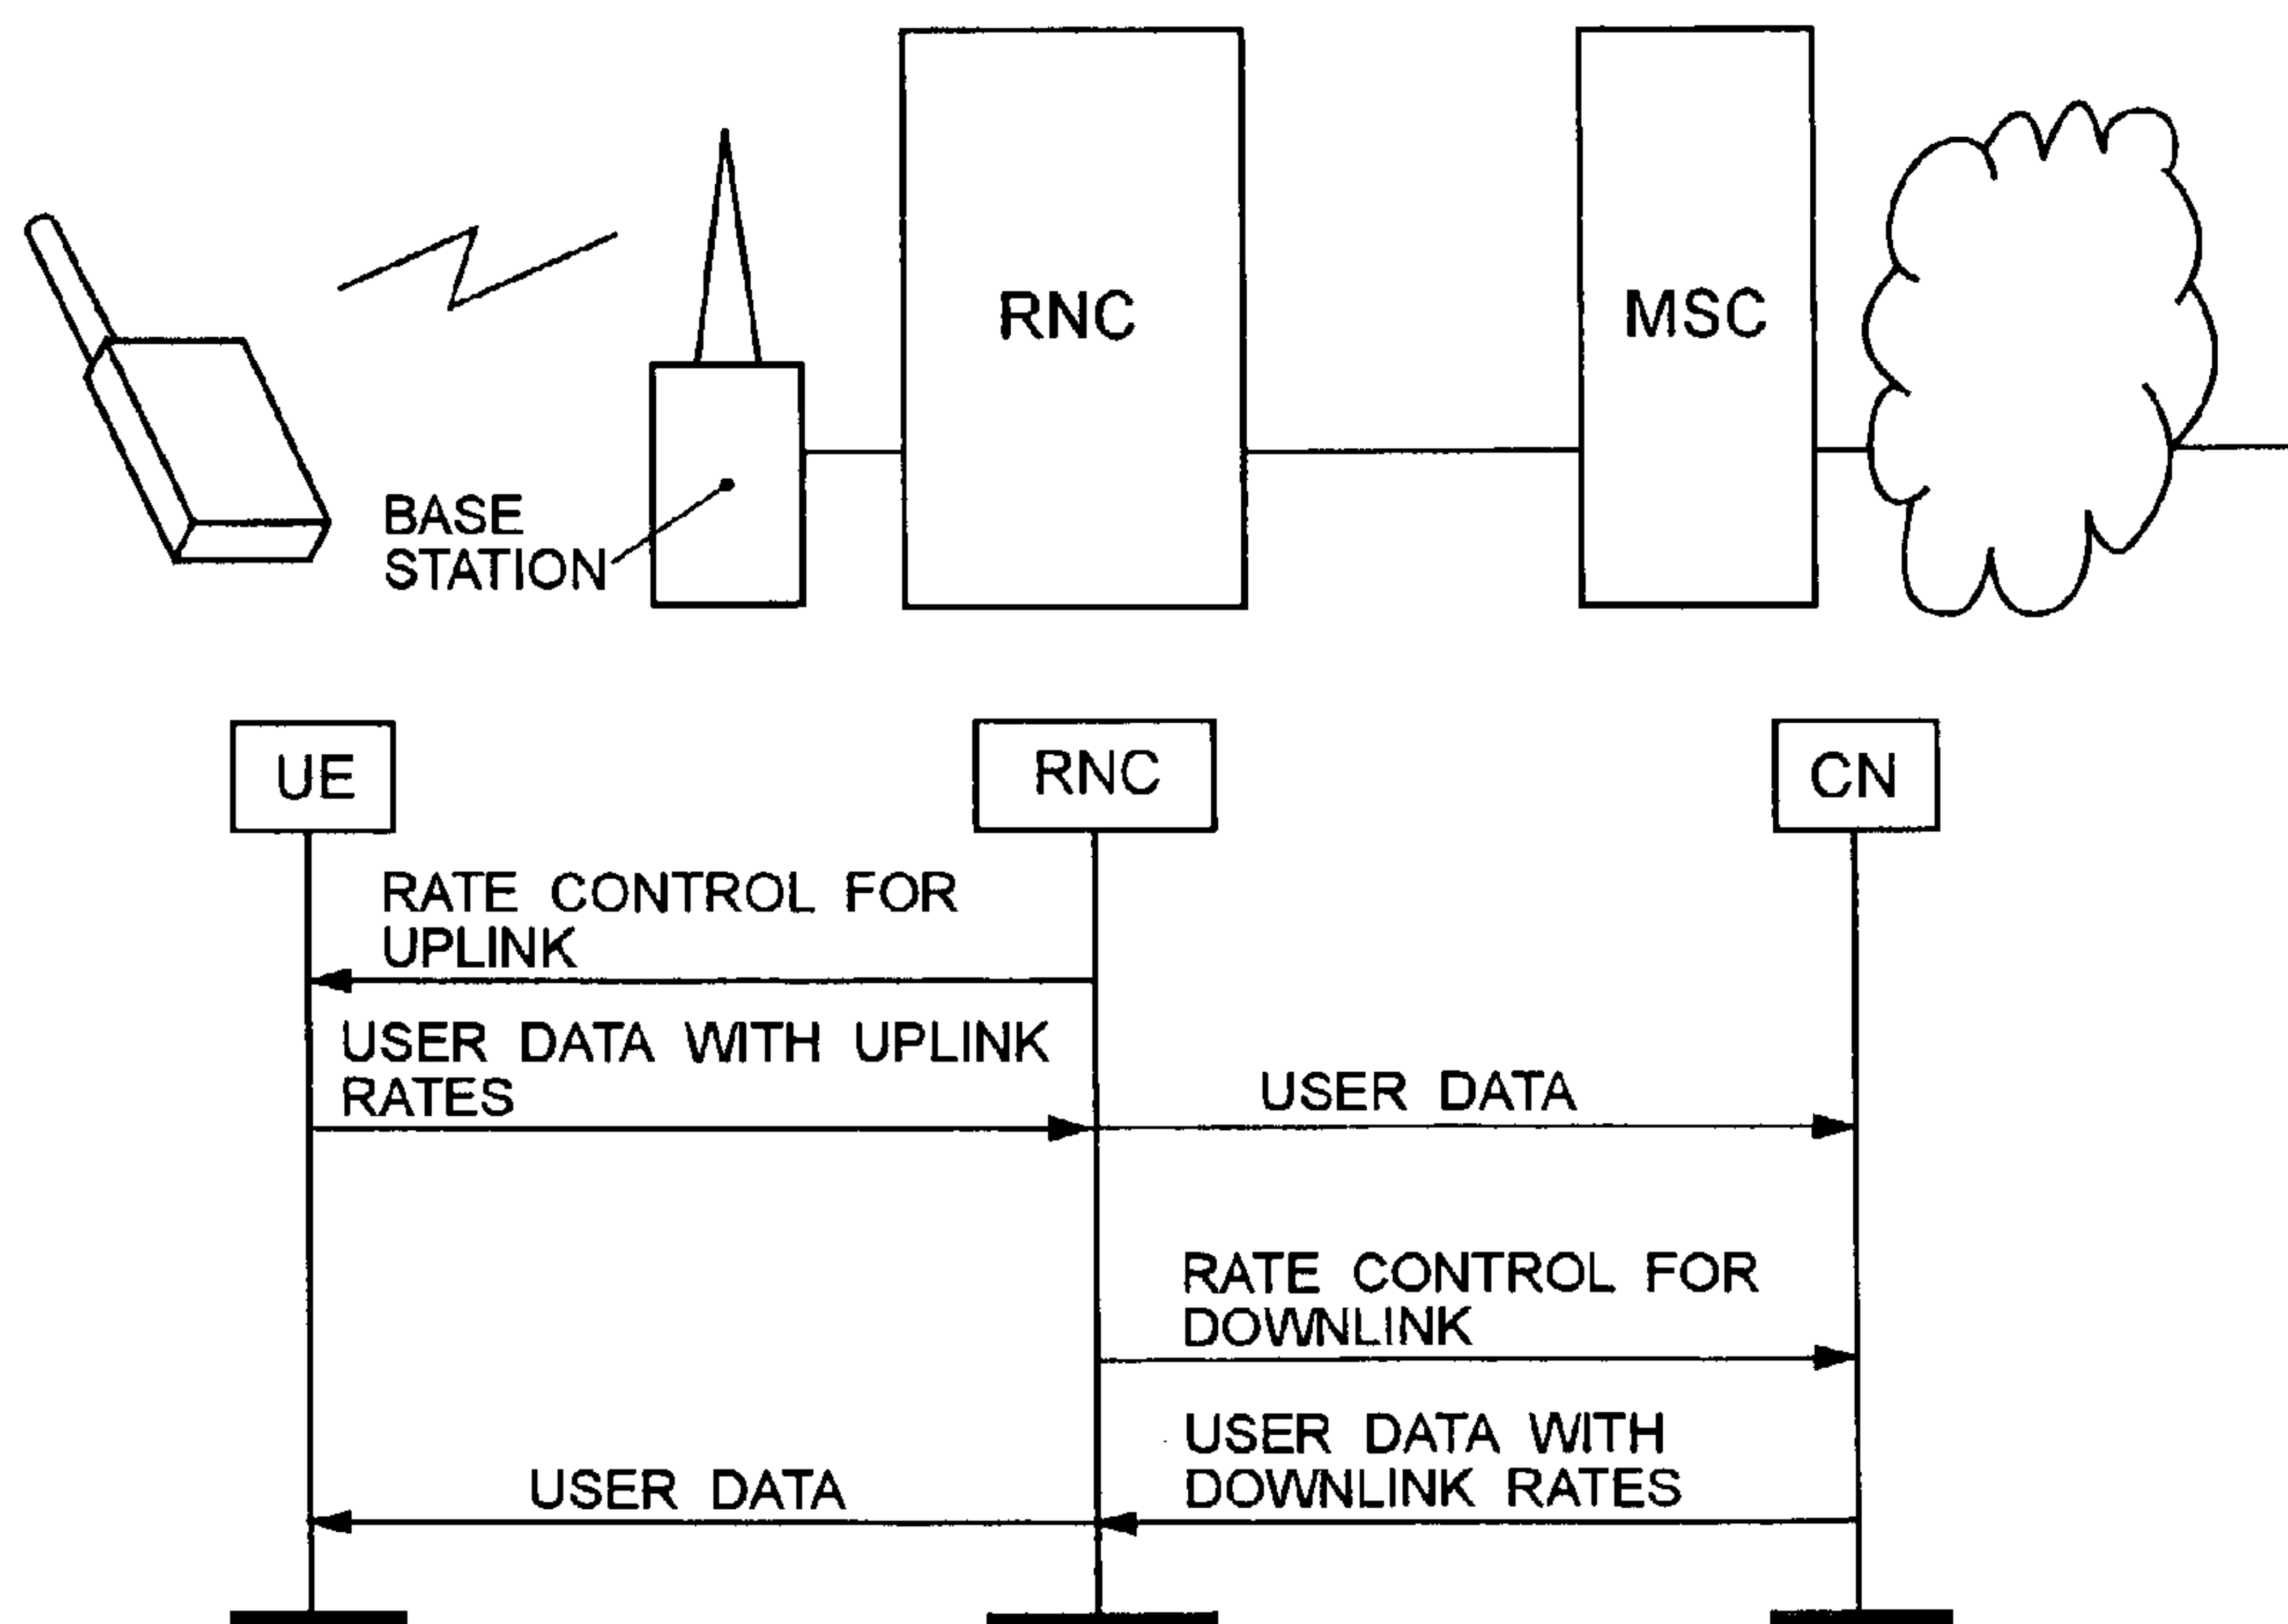 RNC
MSC
BASE
STATION
UE
RNC
CN
RATE CONTROL FOR
UPLINK
USER DATA WITH UPLINK
RATES
USER DATA
RATE CONTROL FOR
DOWNLINK
USER DATA WITH
DOWNLINK RATES
USER DATA